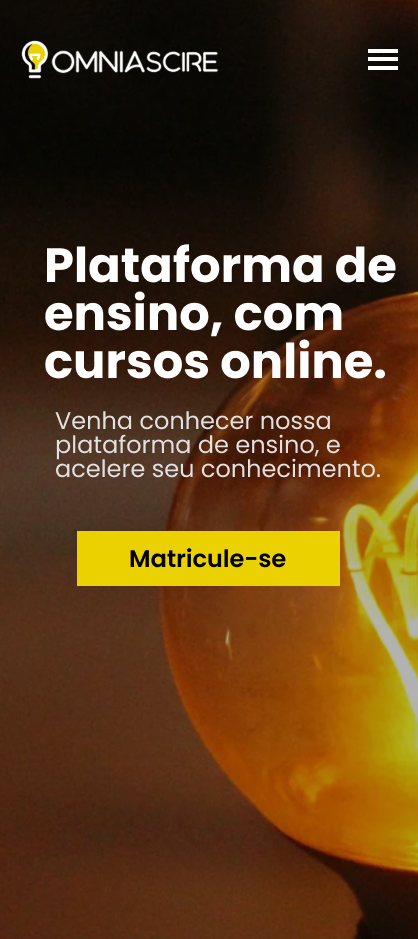 OMNIASCIRE
Plataforma de
ensino, com
cursos online.
Venha conhecer nossa
plataforma de ensino, e
acelere seu conhecimento.
Matricule-se